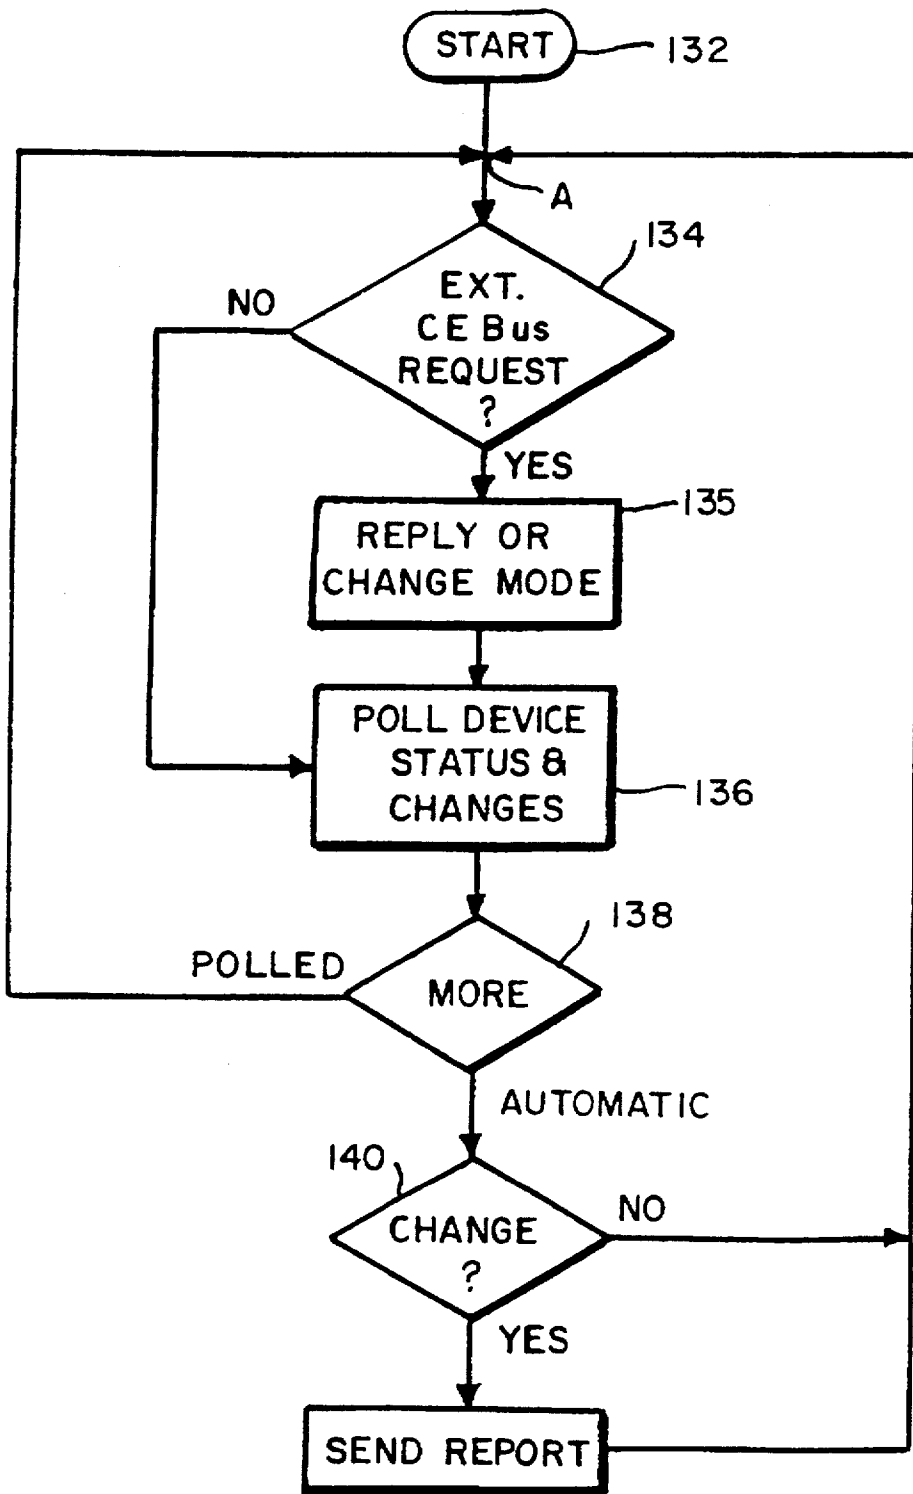 START
132
A
134
NO
EXT.
CE Bus
REQUEST
?
YES
135
REPLY OR
CHANGE MODE
POLL DEVICE
STATUS &
CHANGES
136
138
POLLED
MORE
AUTOMATIC
140
NO
CHANGE
?
YES
SEND REPORT